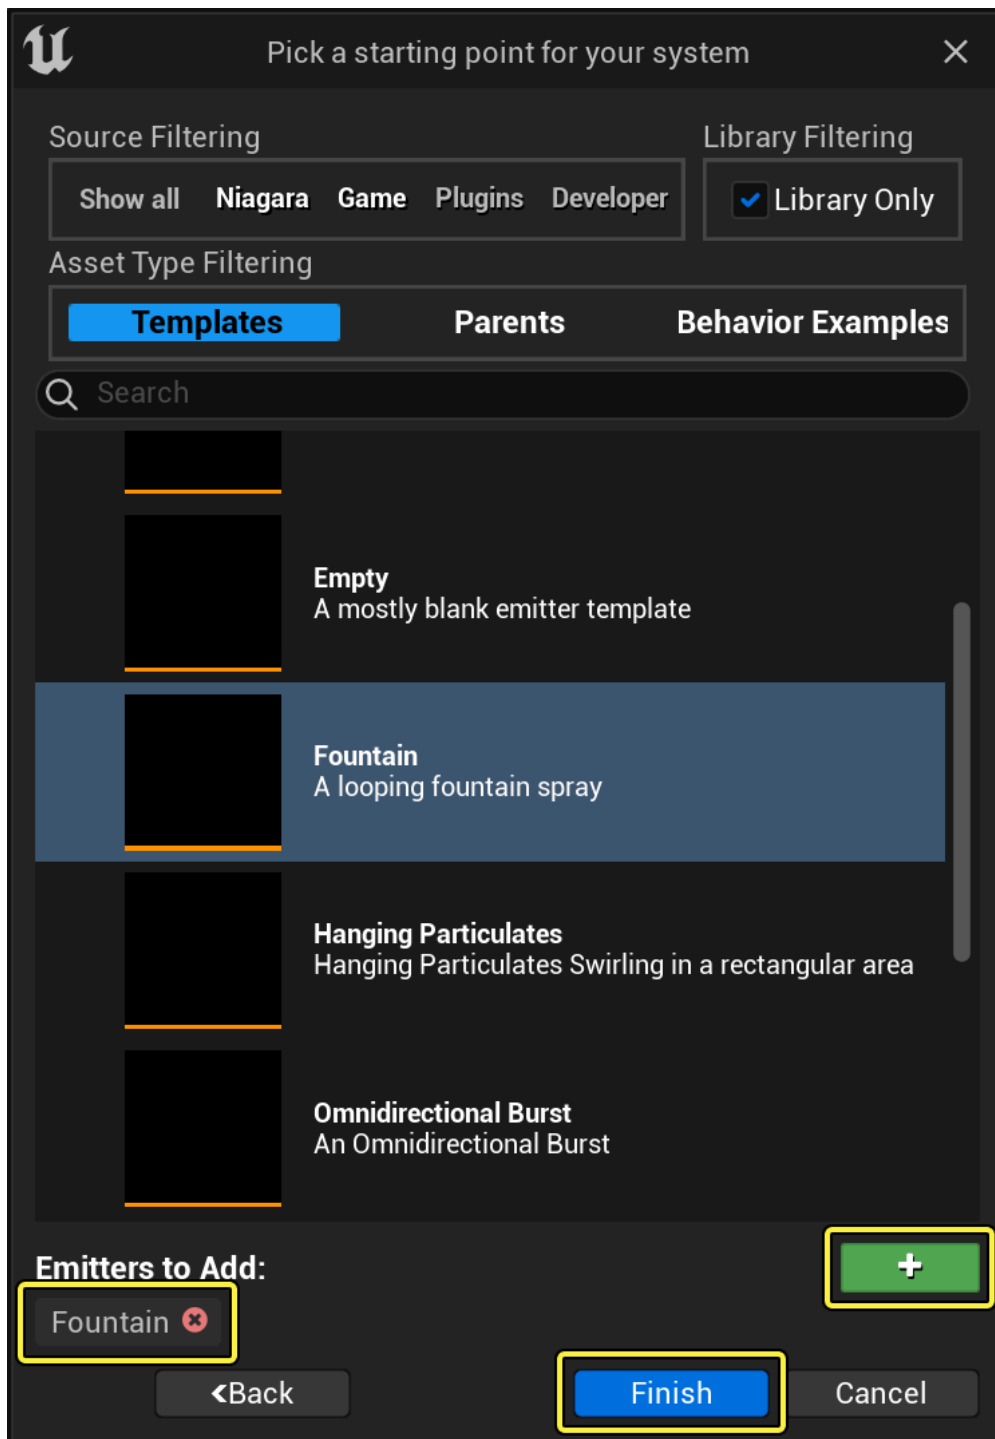 Pick a starting point for your system
Source Filtering
Library Filtering
Show all Niagara Game Plugins Developer
Library Only
Asset Type Filtering
Templates Parents Behavior Examples
Search
Empty
A mostly blank emitter template
Fountain
A looping fountain spray
Hanging Particulates
Hanging Particulates Swirling in a rectangular area
Omnidirectional Burst
An Omnidirectional Burst
Emitters to Add:
+
Fountain
<Back
Finish
Cancel